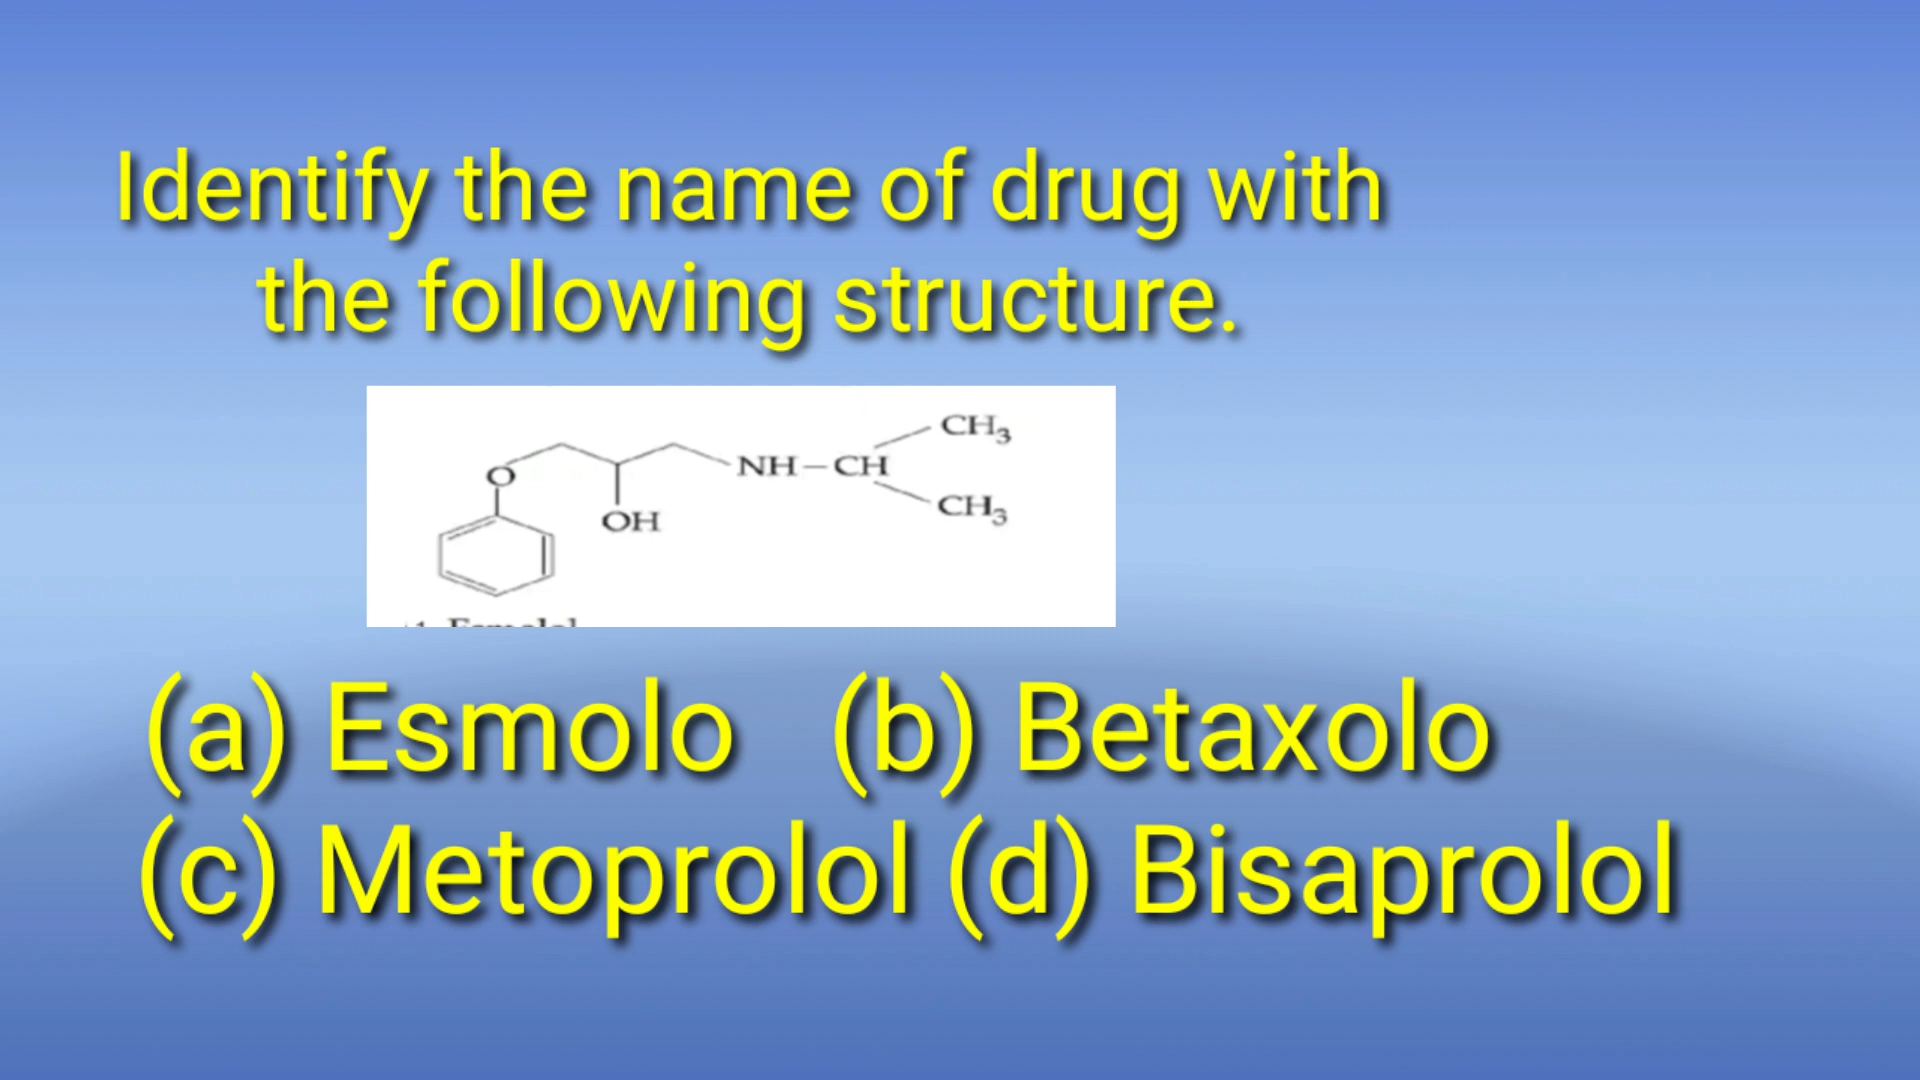 Identify the name of drug with
the following structure.
CH₃
O
NH–CH
OH
CH₃
(a) Esmolo (b) Betaxolo
(c) Metoprolol (d) Bisaprolol